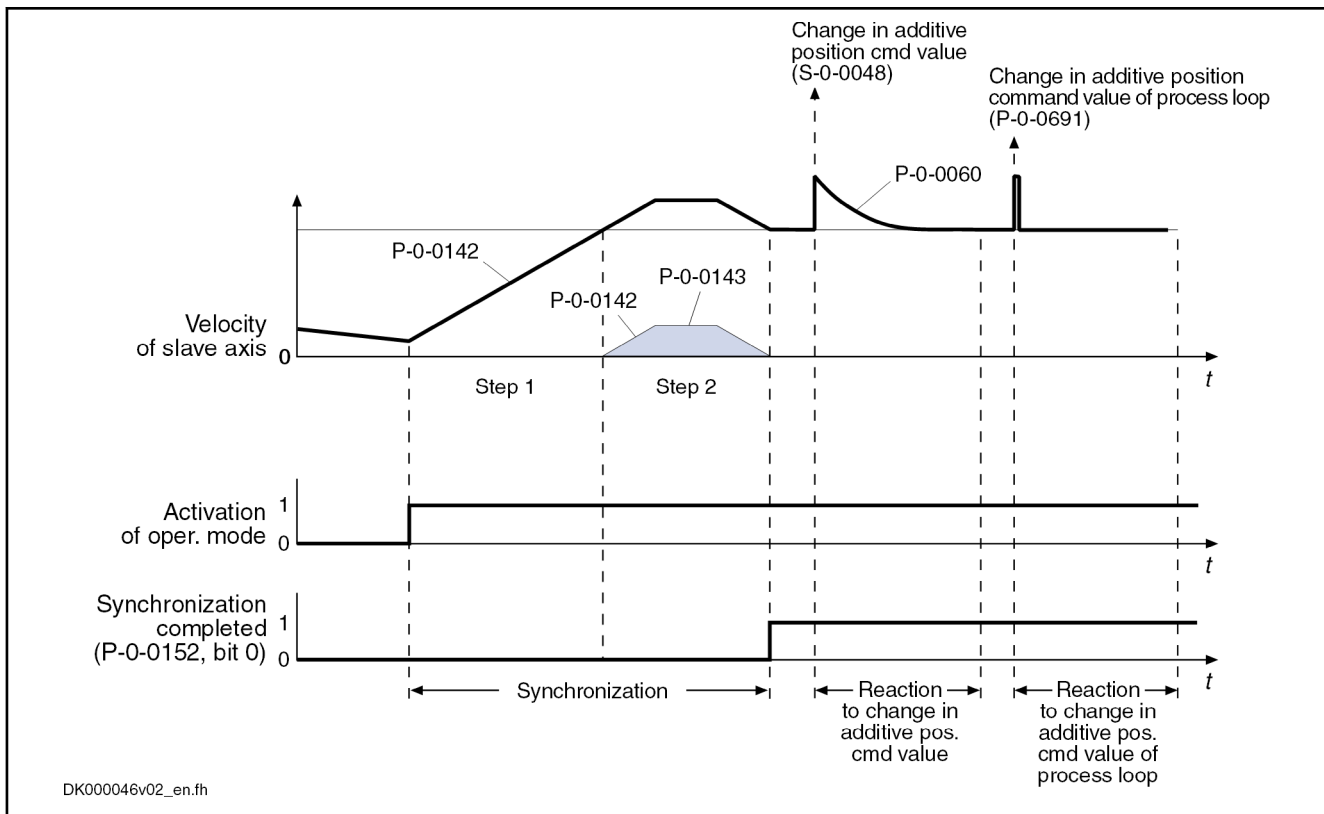 Change in additive
position cmd value
(S-0-0048)
Change in additive position
command value of process loop
(P-0-0691)
P-0-0060
P-0-0142
P-0-0143
P-0-0142
Velocity
of slave axis
0
t
Step 1
Step 2
Activation
of oper. mode
1
0
t
Synchronization
completed
(P-0-0152, bit 0)
1
0
t
Synchronization
Reaction
to change in
additive pos.
cmd value
Reaction
to change in
additive pos.
cmd value of
process loop
DK000046v02_en.fh